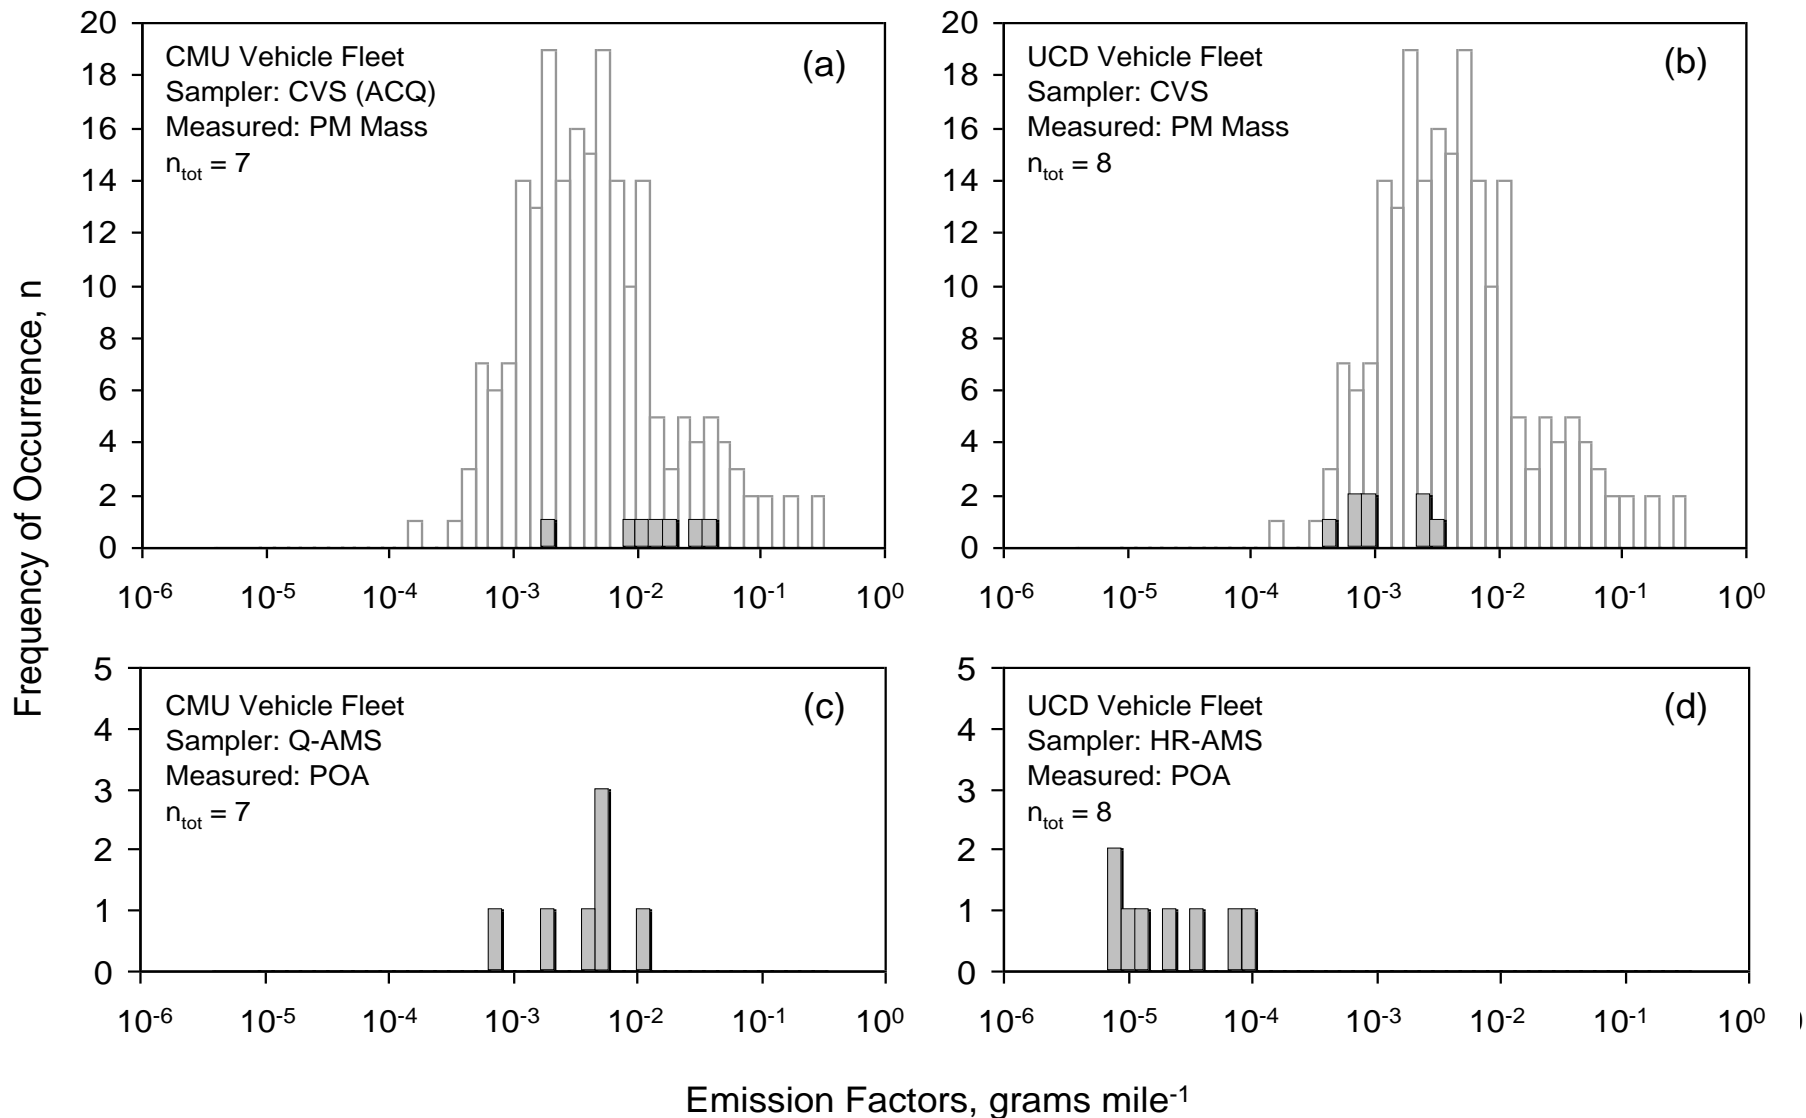 Frequency of Occurrence, n
20
18
16
14
12
10
8
6
4
2
0
CMU Vehicle Fleet
Sampler: CVS (ACQ)
Measured: PM Mass
n_tot = 7
(a)
10^-6 10^-5 10^-4 10^-3 10^-2 10^-1 10^0
20
18
16
14
12
10
8
6
4
2
0
UCD Vehicle Fleet
Sampler: CVS
Measured: PM Mass
n_tot = 8
(b)
10^-6 10^-5 10^-4 10^-3 10^-2 10^-1 10^0
5
4
3
2
1
0
CMU Vehicle Fleet
Sampler: Q-AMS
Measured: POA
n_tot = 7
(c)
10^-6 10^-5 10^-4 10^-3 10^-2 10^-1 10^0
5
4
3
2
1
0
UCD Vehicle Fleet
Sampler: HR-AMS
Measured: POA
n_tot = 8
(d)
10^-6 10^-5 10^-4 10^-3 10^-2 10^-1 10^0
Emission Factors, grams mile^-1